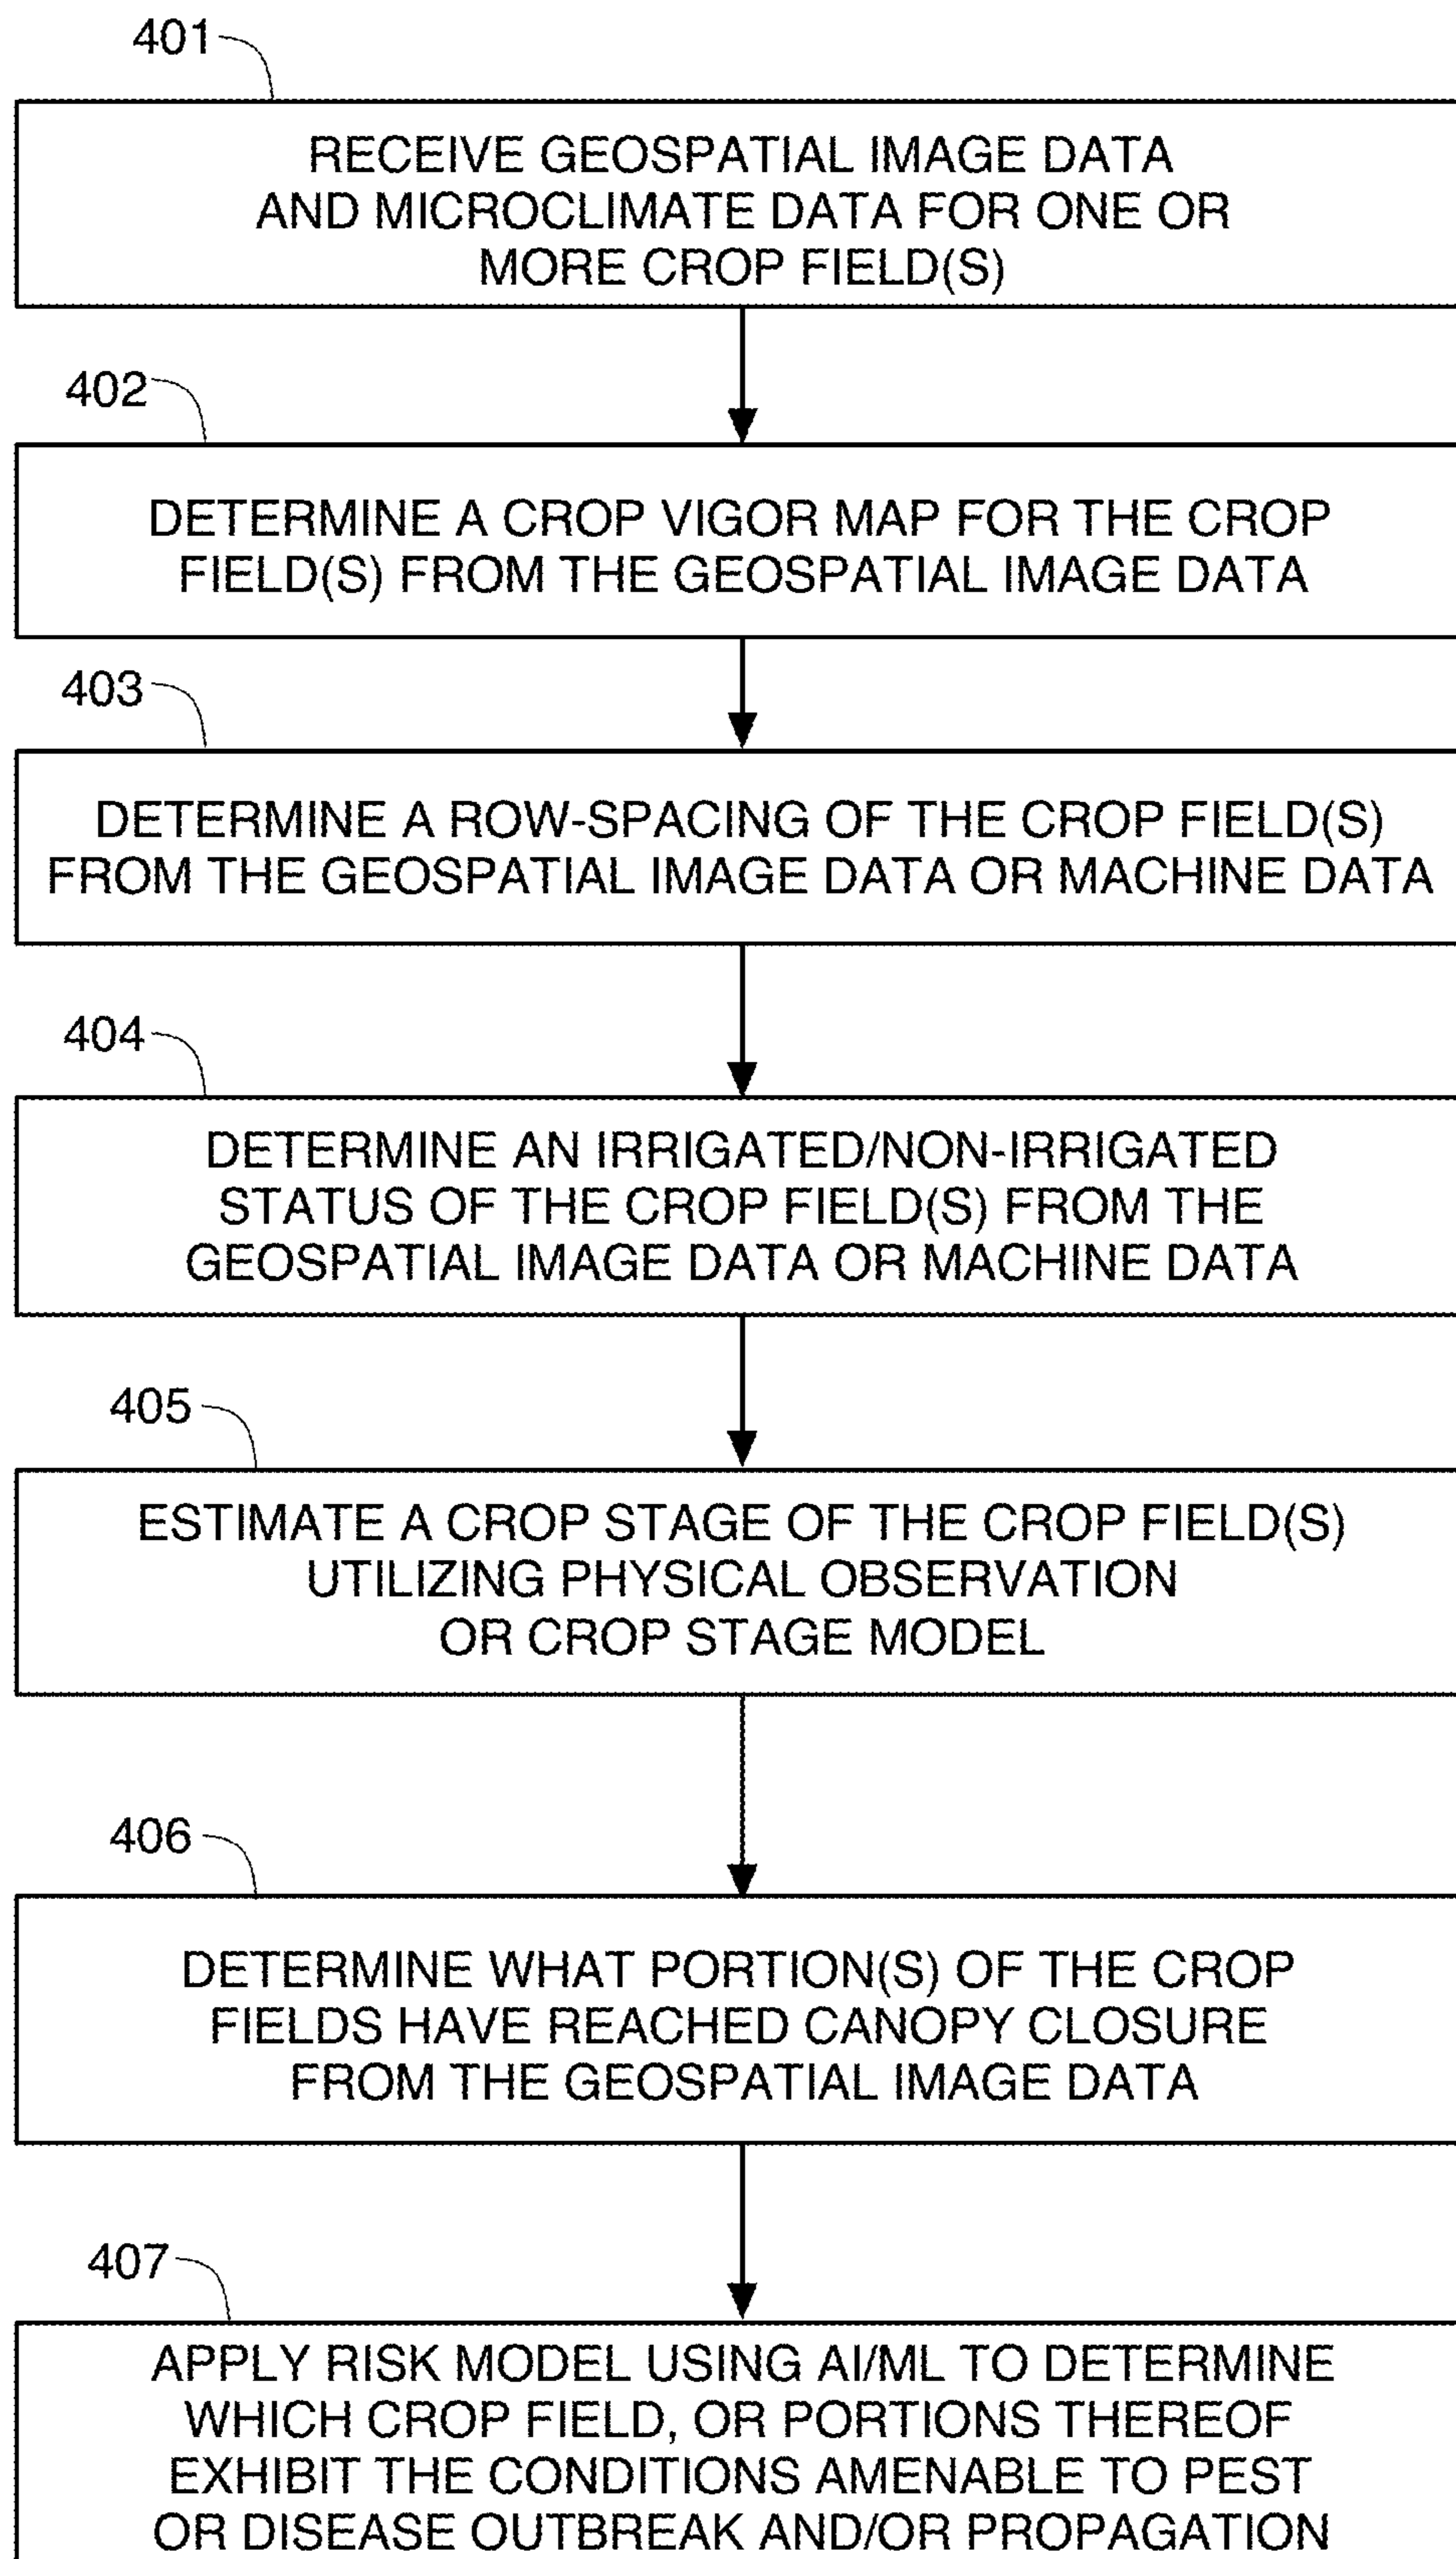 401
RECEIVE GEOSPATIAL IMAGE DATA
AND MICROCLIMATE DATA FOR ONE OR
MORE CROP FIELD(S)
402
DETERMINE A CROP VIGOR MAP FOR THE CROP
FIELD(S) FROM THE GEOSPATIAL IMAGE DATA
403
DETERMINE A ROW-SPACING OF THE CROP FIELD(S)
FROM THE GEOSPATIAL IMAGE DATA OR MACHINE DATA
404
DETERMINE AN IRRIGATED/NON-IRRIGATED
STATUS OF THE CROP FIELD(S) FROM THE
GEOSPATIAL IMAGE DATA OR MACHINE DATA
405
ESTIMATE A CROP STAGE OF THE CROP FIELD(S)
UTILIZING PHYSICAL OBSERVATION
OR CROP STAGE MODEL
406
DETERMINE WHAT PORTION(S) OF THE CROP
FIELDS HAVE REACHED CANOPY CLOSURE
FROM THE GEOSPATIAL IMAGE DATA
407
APPLY RISK MODEL USING AI/ML TO DETERMINE
WHICH CROP FIELD, OR PORTIONS THEREOF
EXHIBIT THE CONDITIONS AMENABLE TO PEST
OR DISEASE OUTBREAK AND/OR PROPAGATION